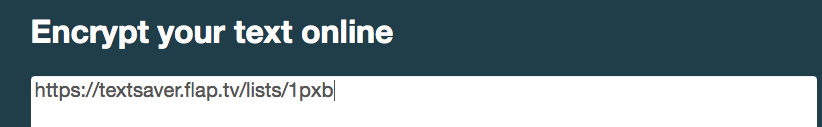 Encrypt your text online
https://textsaver.flap.tv/lists/1pxb